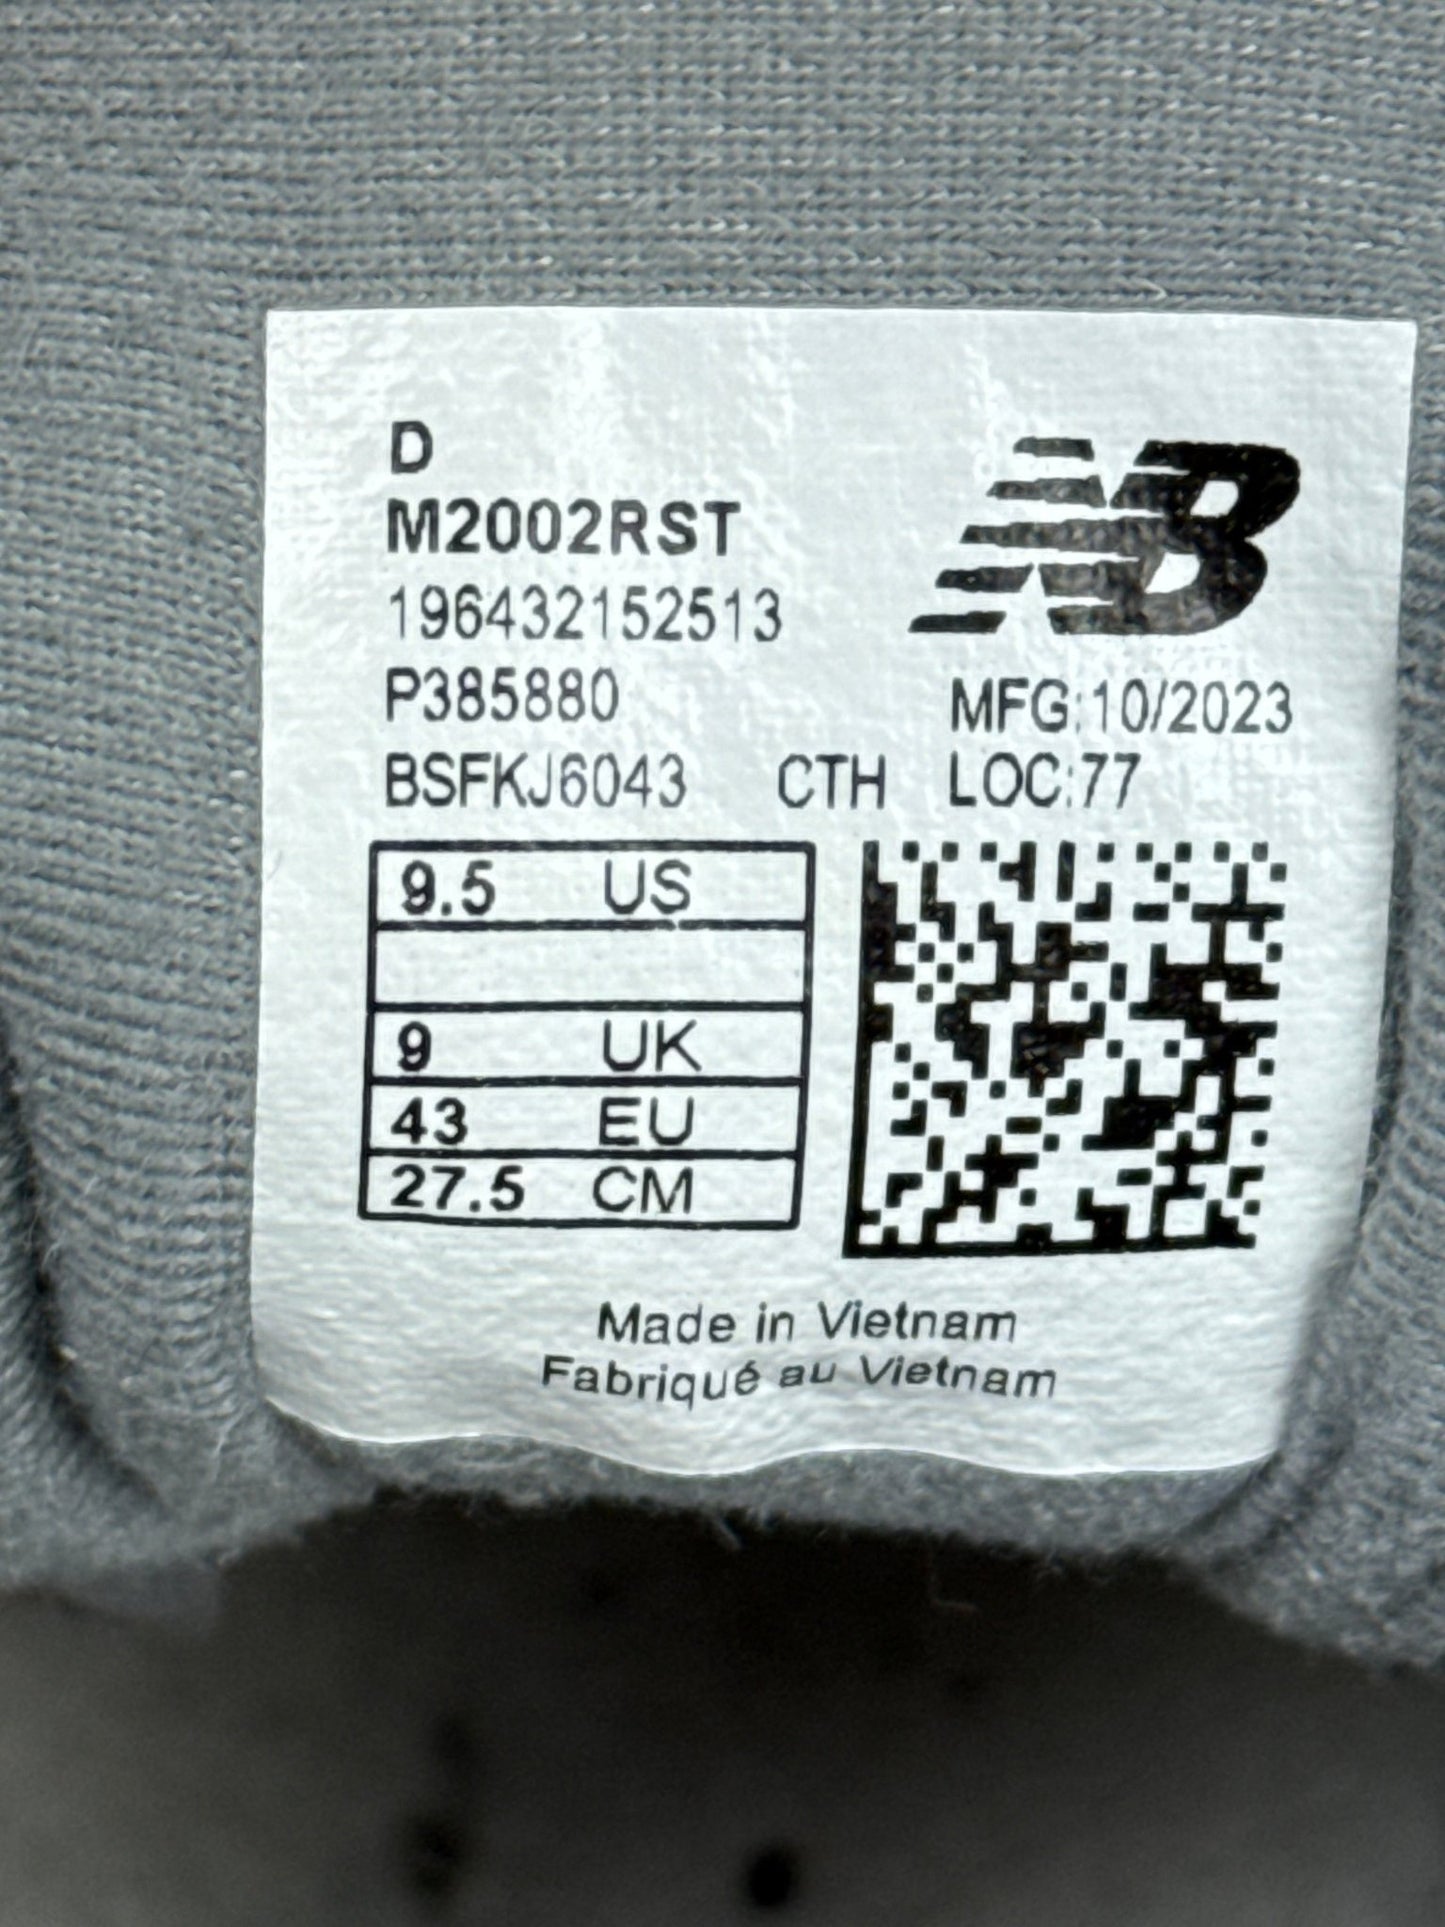 D
M2002RST
196432152513
P385880
MFG:10/2023
BSFKJ6043 CTH LOC:77
9.5 US
9 UK
43 EU
27.5 CM
NB
Made in Vietnam
Fabriqué au Vietnam